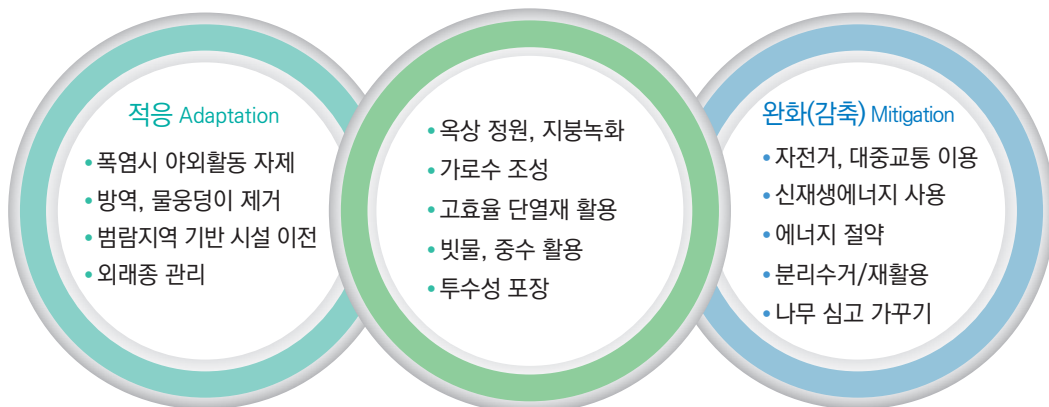 적응 Adaptation
• 폭염시 야외활동 자제
• 방역, 물웅덩이 제거
• 범람지역 기반 시설 이전
• 외래종 관리
• 옥상 정원, 지붕녹화
• 가로수 조성
• 고효율 단열재 활용
• 빗물, 중수 활용
• 투수성 포장
완화(감축) Mitigation
• 자전거, 대중교통 이용
• 신재생에너지 사용
• 에너지 절약
• 분리수거/재활용
• 나무 심고 가꾸기